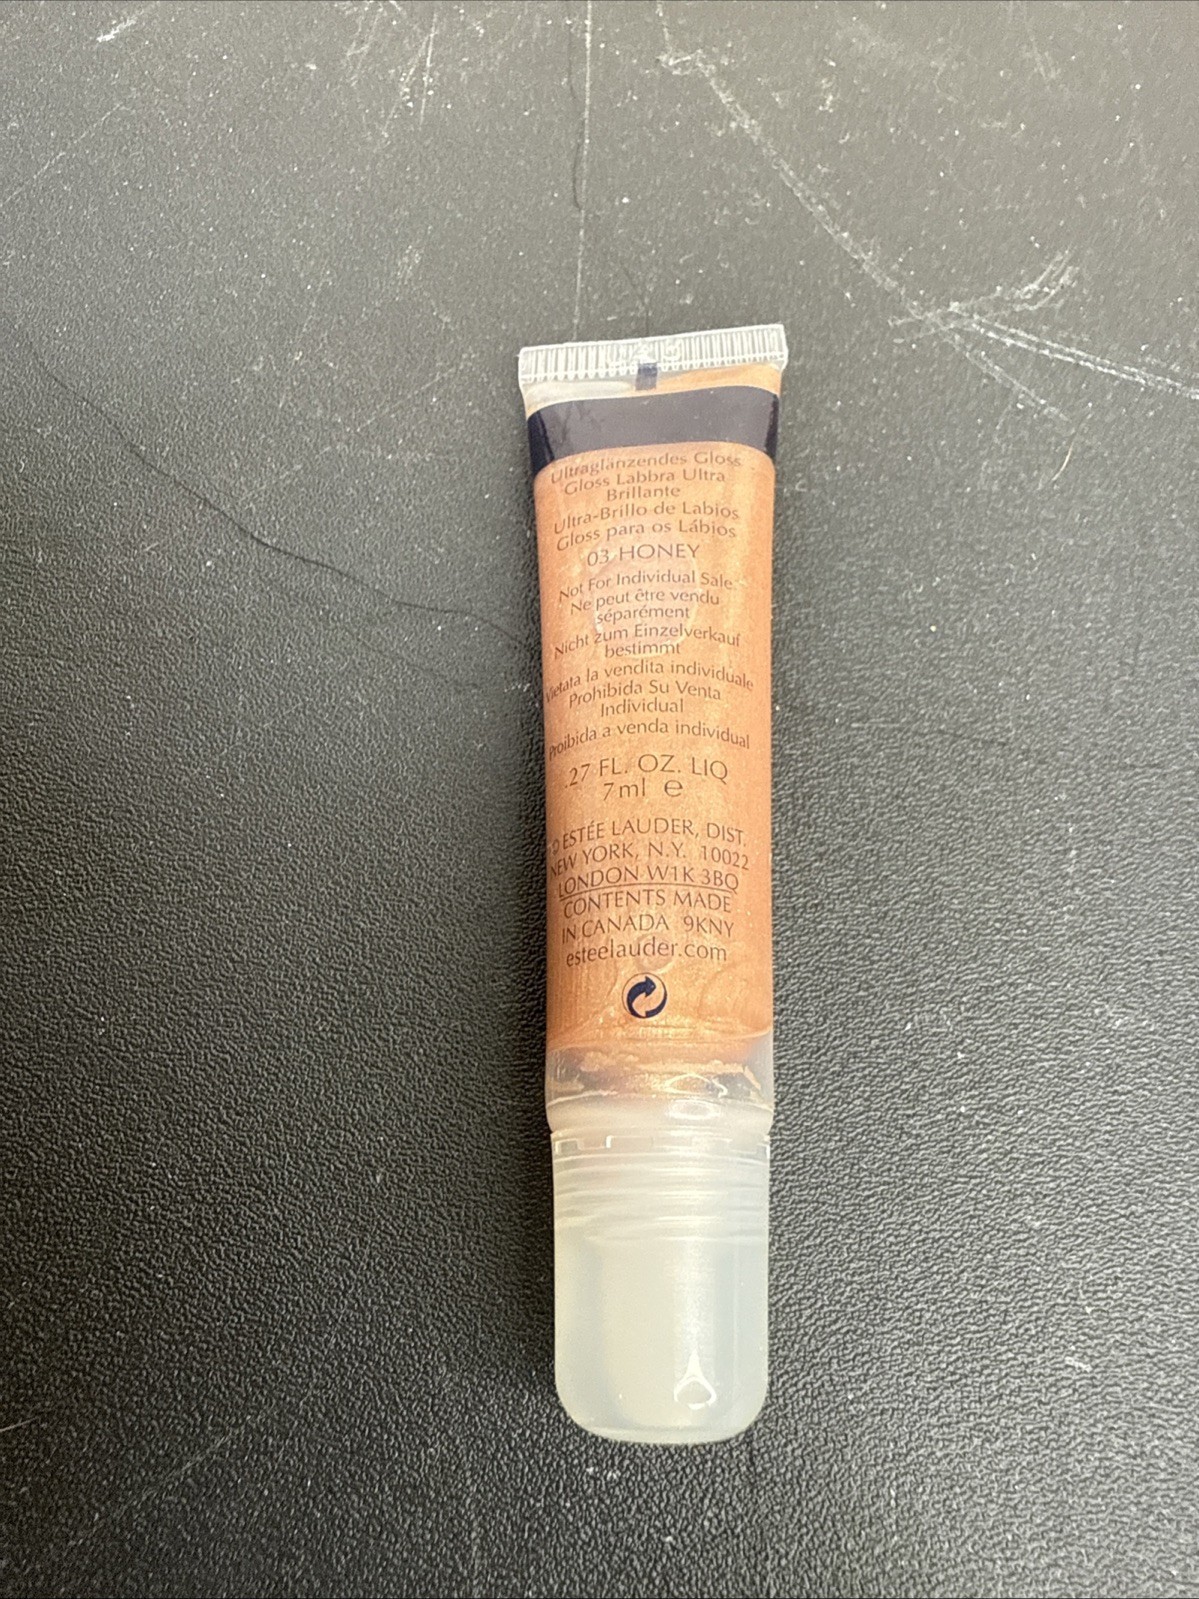 Ultraglänzendes Gloss
Gloss Labbra Ultra
Brillante
Ultra-Brillo de Labios
Gloss para os Lábios
03 HONEY
Not For Individual Sale
Ne peut être vendu
séparément
Nicht zum Einzelverkauf
bestimmt
Vietata la vendita individuale
Prohibida Su Venta
Individual
Proibida a venda individual
.27 FL. OZ. LIQ
7ml ℮
ESTÉE LAUDER, DIST.
NEW YORK, N.Y. 10022
LONDON W1K 3BQ
CONTENTS MADE
IN CANADA 9KNY
esteelauder.com